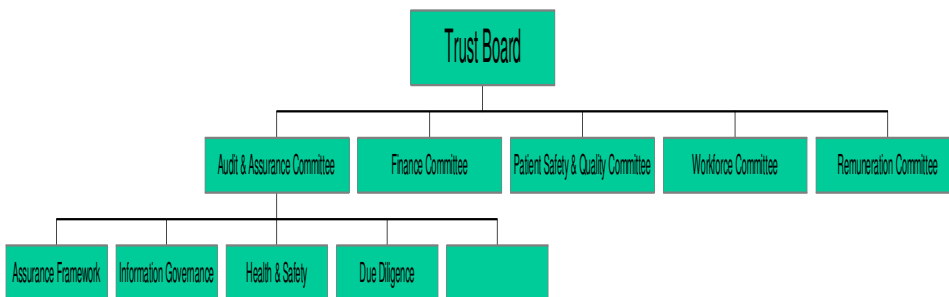 Trust Board
Audit & Assurance Committee
Finance Committee
Patient Safety & Quality Committee
Workforce Committee
Remuneration Committee
Assurance Framework
Information Governance
Health & Safety
Due Diligence